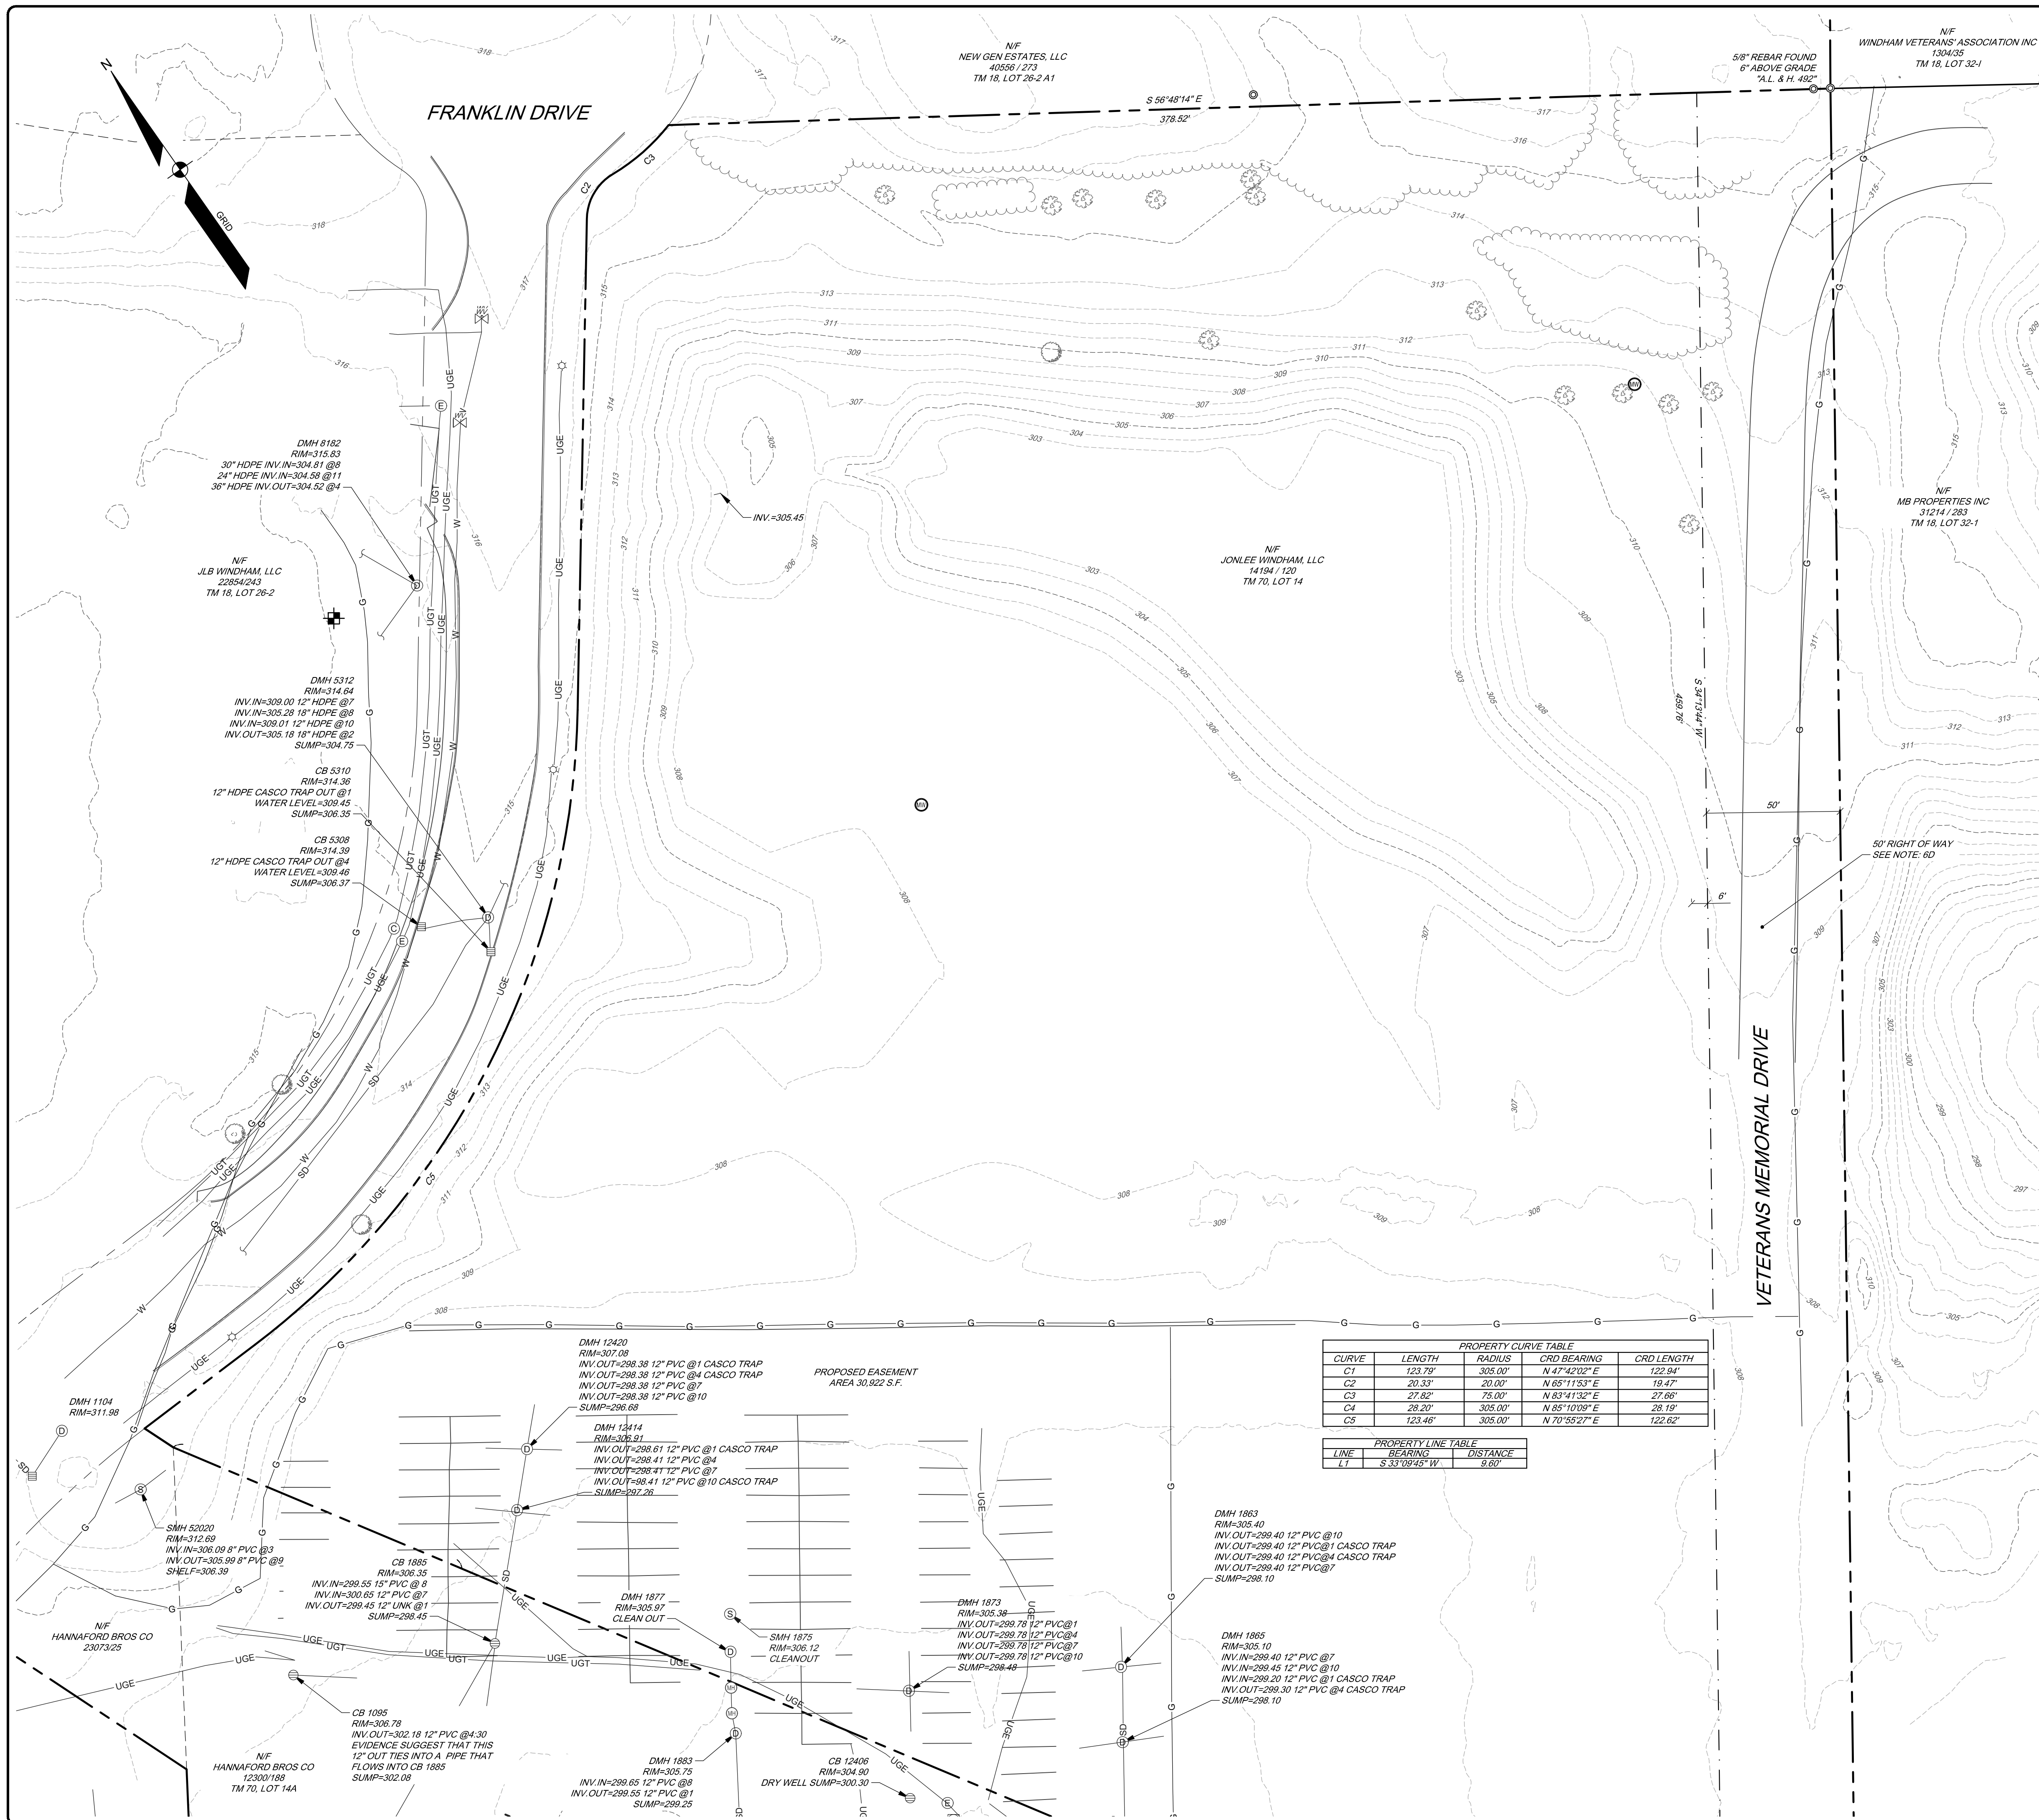 N/F
NEW GEN ESTATES, LLC
40556 / 273
TM 18, LOT 26-2 A1
5/8" REBAR FOUND
6" ABOVE GRADE
"A.L. & H. 492"
N/F
WINDHAM VETERANS' ASSOCIATION INC
1304/35
TM 18, LOT 32-I
N
GRID
FRANKLIN DRIVE
S 56°48'14" E
378.52'
C3
C2
DMH 8182
RIM=315.83
30" HDPE INV.IN=304.81 @8
24" HDPE INV.IN=304.58 @11
36" HDPE INV.OUT=304.52 @4
N/F
JLB WINDHAM, LLC
22854/243
TM 18, LOT 26-2
INV.=305.45
N/F
JONLEE WINDHAM, LLC
14194 / 120
TM 70, LOT 14
N/F
MB PROPERTIES INC
31214 / 283
TM 18, LOT 32-1
DMH 5312
RIM=314.64
INV.IN=309.00 12" HDPE @7
INV.IN=305.28 18" HDPE @8
INV.IN=309.01 12" HDPE @10
INV.OUT=305.18 18" HDPE @2
SUMP=304.75
CB 5310
RIM=314.36
12" HDPE CASCO TRAP OUT @1
WATER LEVEL=309.45
SUMP=306.35
CB 5308
RIM=314.39
12" HDPE CASCO TRAP OUT @4
WATER LEVEL=309.46
SUMP=306.37
S 34°13'44" W
459.76'
50'
6'
50' RIGHT OF WAY
SEE NOTE: 6D
VETERANS MEMORIAL DRIVE
C5
DMH 1104
RIM=311.98
DMH 12420
RIM=307.08
INV.OUT=298.38 12" PVC @1 CASCO TRAP
INV.OUT=298.38 12" PVC @4 CASCO TRAP
INV.OUT=298.38 12" PVC @7
INV.OUT=298.38 12" PVC @10
SUMP=296.68
PROPOSED EASEMENT
AREA 30,922 S.F.
DMH 12414
RIM=306.91
INV.OUT=298.61 12" PVC @1 CASCO TRAP
INV.OUT=298.41 12" PVC @4
INV.OUT=298.41 12" PVC @7
INV.OUT=98.41 12" PVC @10 CASCO TRAP
SUMP=297.26
PROPERTY CURVE TABLE
CURVE LENGTH RADIUS CRD BEARING CRD LENGTH
C1 123.79' 305.00' N 47°42'02" E 122.94'
C2 20.33' 20.00' N 65°11'53" E 19.47'
C3 27.82' 75.00' N 83°41'32" E 27.66'
C4 28.20' 305.00' N 85°10'09" E 28.19'
C5 123.46' 305.00' N 70°55'27" E 122.62'
PROPERTY LINE TABLE
LINE BEARING DISTANCE
L1 S 33°09'45" W 9.60'
SMH 52020
RIM=312.69
INV.IN=306.09 8" PVC @3
INV.OUT=305.99 8" PVC @9
SHELF=306.39
CB 1885
RIM=306.35
INV.IN=299.55 15" PVC @ 8
INV.IN=300.65 12" PVC @7
INV.OUT=299.45 12" UNK @1
SUMP=298.45
DMH 1877
RIM=305.97
CLEAN OUT
SMH 1875
RIM=306.12
CLEANOUT
DMH 1873
RIM=305.38
INV.OUT=299.78 12" PVC@1
INV.OUT=299.78 12" PVC@4
INV.OUT=299.78 12" PVC@7
INV.OUT=299.78 12" PVC@10
SUMP=298.48
DMH 1863
RIM=305.40
INV.OUT=299.40 12" PVC @10
INV.OUT=299.40 12" PVC@1 CASCO TRAP
INV.OUT=299.40 12" PVC@4 CASCO TRAP
INV.OUT=299.40 12" PVC@7
SUMP=298.10
DMH 1865
RIM=305.10
INV.IN=299.40 12" PVC @7
INV.IN=299.45 12" PVC @10
INV.IN=299.20 12" PVC @1 CASCO TRAP
INV.OUT=299.30 12" PVC @4 CASCO TRAP
SUMP=298.10
N/F
HANNAFORD BROS CO
23073/25
N/F
HANNAFORD BROS CO
12300/188
TM 70, LOT 14A
CB 1095
RIM=306.78
INV.OUT=302.18 12" PVC @4:30
EVIDENCE SUGGEST THAT THIS
12" OUT TIES INTO A PIPE THAT
FLOWS INTO CB 1885
SUMP=302.08
DMH 1883
RIM=305.75
INV.IN=299.65 12" PVC @8
INV.OUT=299.55 12" PVC @1
SUMP=299.25
CB 12406
RIM=304.90
DRY WELL SUMP=300.30